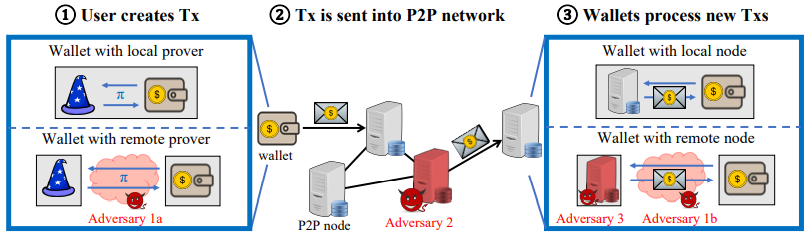 ① User creates Tx
② Tx is sent into P2P network
③ Wallets process new Txs
Wallet with local prover
π
$
Wallet with remote prover
π
$
Adversary 1a
$
$
wallet
$
P2P node
Adversary 2
Wallet with local node
$
$
Wallet with remote node
$
$
Adversary 3
Adversary 1b